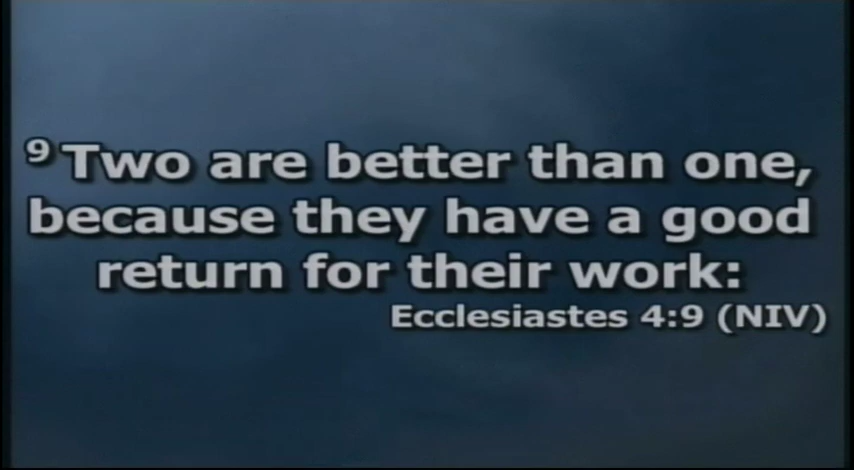 9 Two are better than one,
because they have a good
return for their work:
Ecclesiastes 4:9 (NIV)